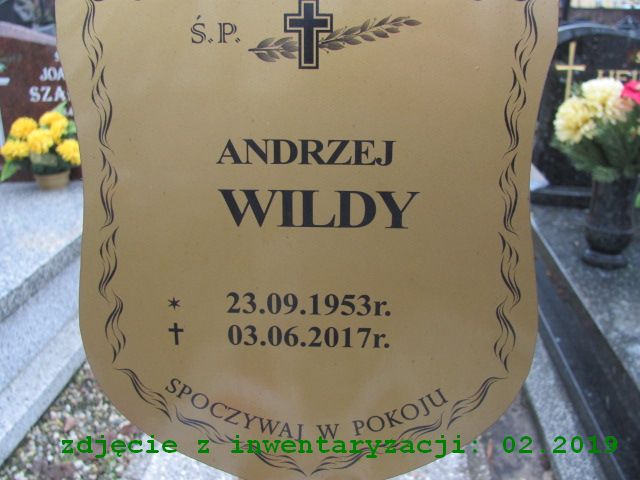 Ś.P.
ANDRZEJ
WILDY
* 23.09.1953r.
✝ 03.06.2017r.
SPOCZYWAJ W POKOJU
zdjęcie z inwentaryzacji: 02.2019